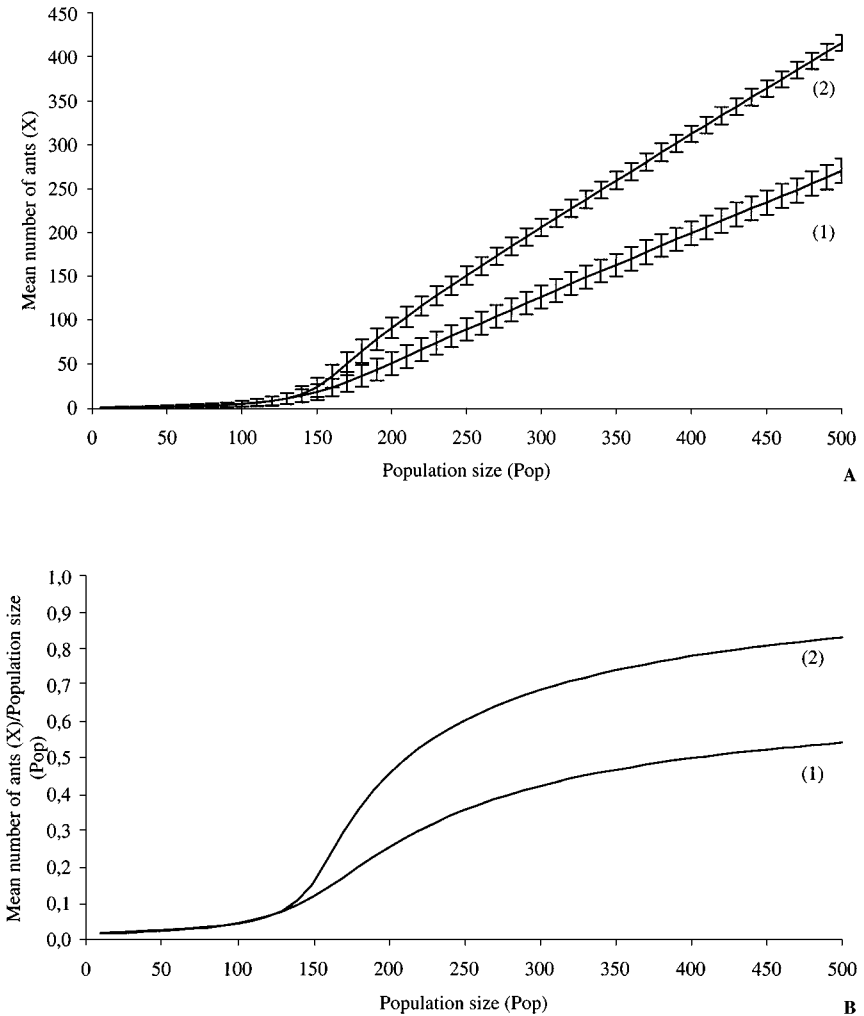 Mean number of ants (X)
450
400
350
300
250
200
150
100
50
0
(2)
(1)
0 50 100 150 200 250 300 350 400 450 500
Population size (Pop)
A
Mean number of ants (X)/Population size
(Pop)
1,0
0,9
0,8
0,7
0,6
0,5
0,4
0,3
0,2
0,1
0,0
(2)
(1)
0 50 100 150 200 250 300 350 400 450 500
Population size (Pop)
B